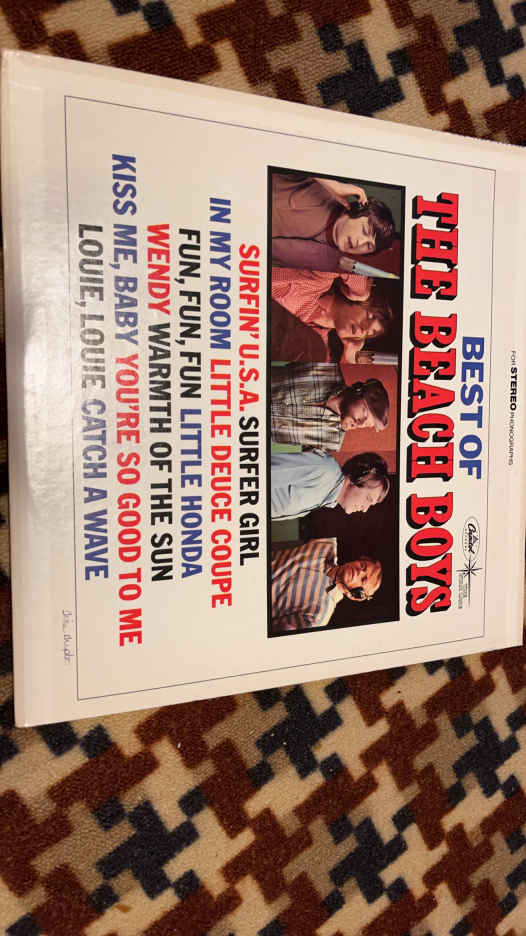 FOR STEREO PHONOGRAPHS
BEST OF
THE BEACH BOYS
Capitol
SURFIN' U.S.A. SURFER GIRL
IN MY ROOM LITTLE DEUCE COUPE
FUN, FUN, FUN LITTLE HONDA
WENDY WARMTH OF THE SUN
KISS ME, BABY YOU'RE SO GOOD TO ME
LOUIE, LOUIE CATCH A WAVE